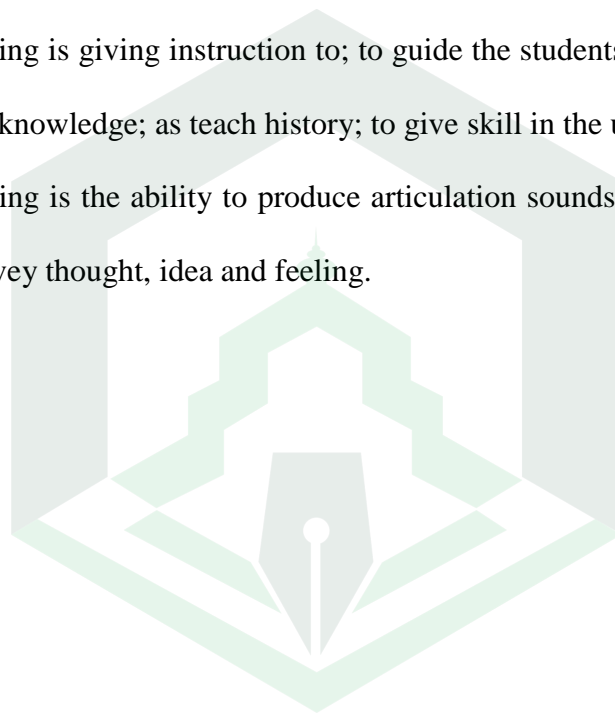 ing is giving instruction to; to guide the students
knowledge; as teach history; to give skill in the u
ing is the ability to produce articulation sounds
vey thought, idea and feeling.